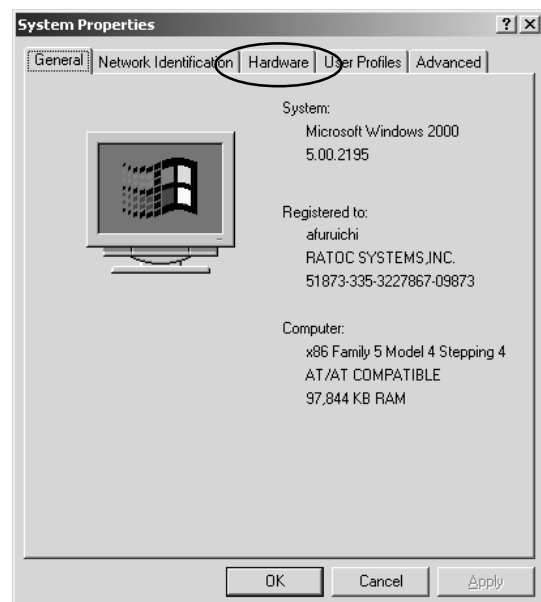 System Properties ? ×
General Network Identification Hardware User Profiles Advanced
System:
Microsoft Windows 2000
5.00.2195
Registered to:
afuruichi
RATOC SYSTEMS,INC.
51873-335-3227867-09873
Computer:
x86 Family 5 Model 4 Stepping 4
AT/AT COMPATIBLE
97,844 KB RAM
OK Cancel Apply